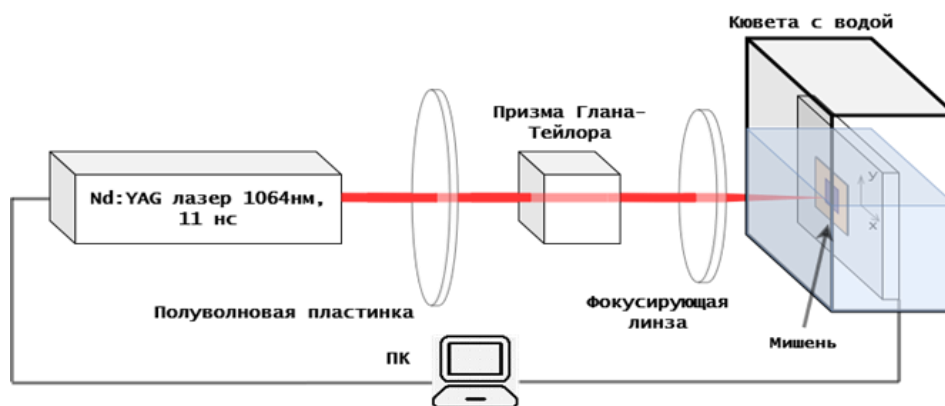 Кювета с водой
Призма Глана-
Тейлора
Nd:YAG лазер 1064нм,
11 нс
y
x
Полуволновая пластинка
Фокусирующая
линза
Мишень
ПК